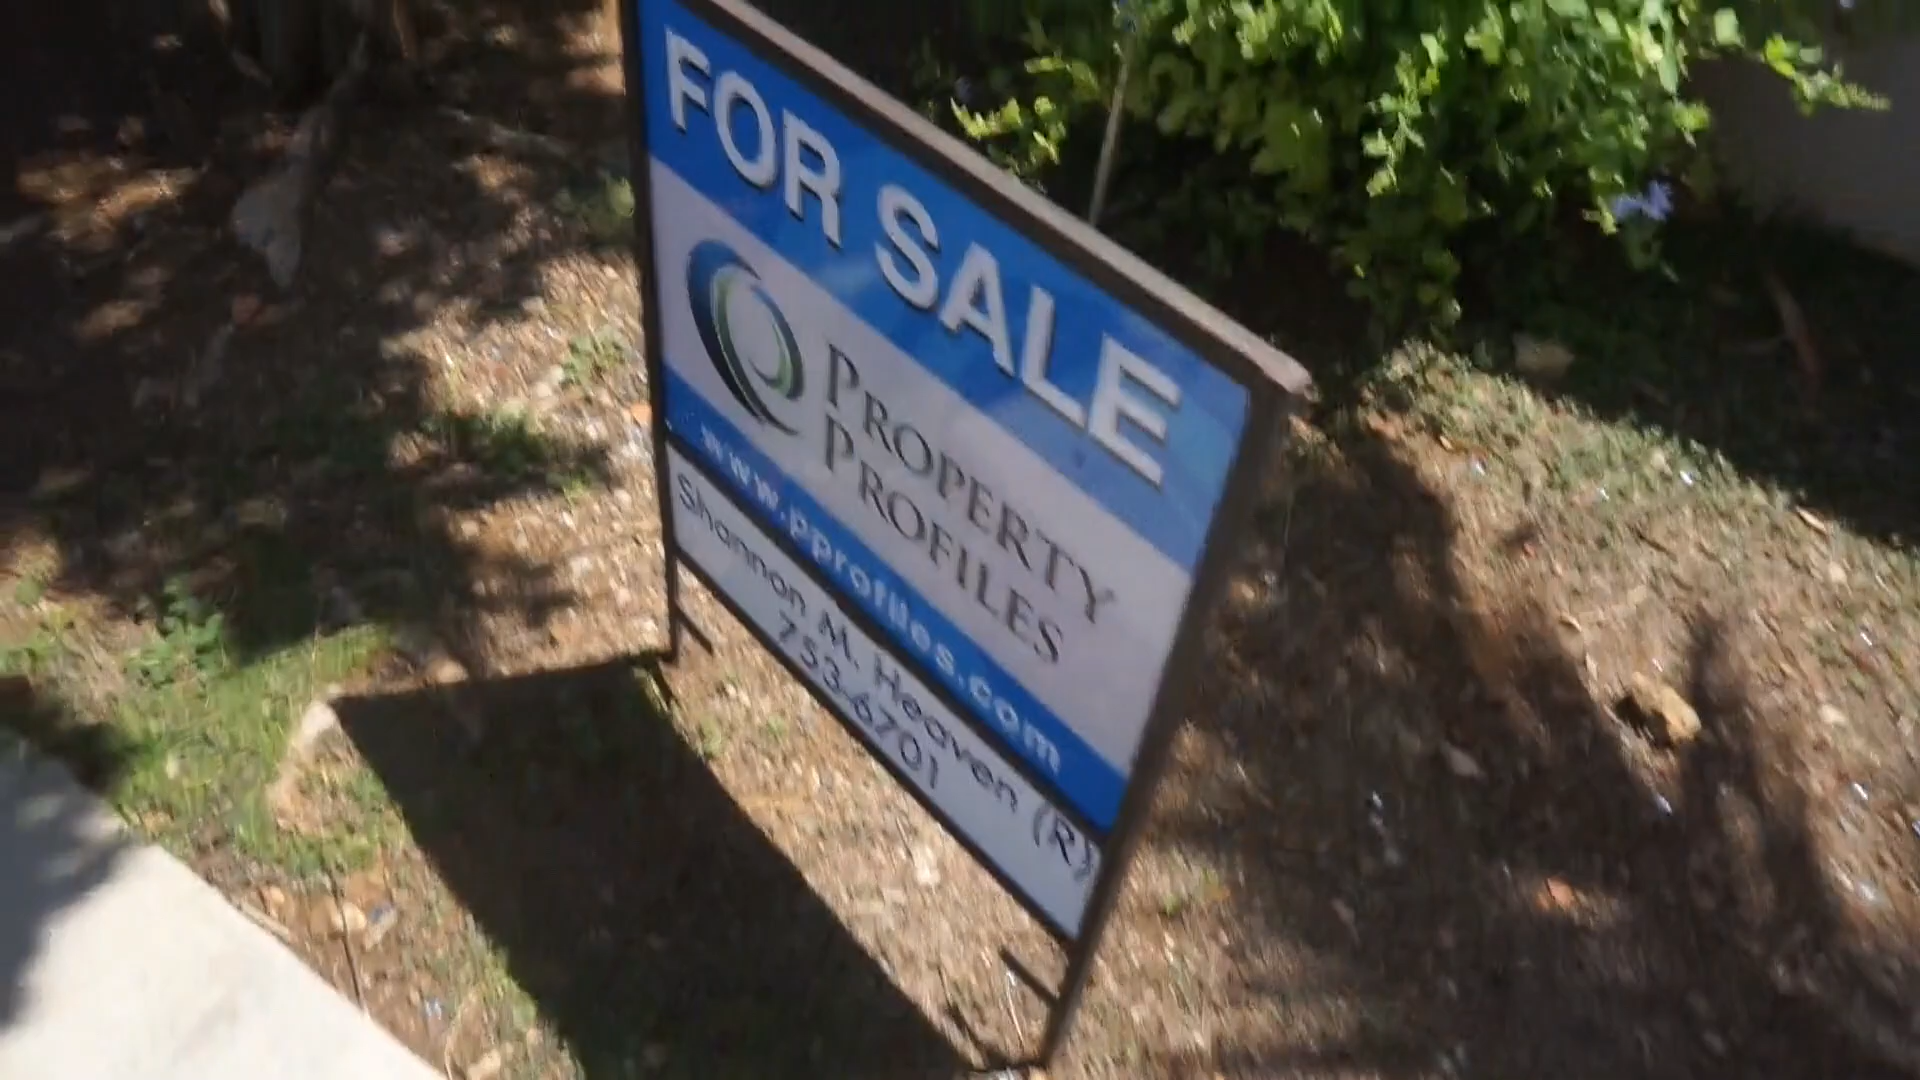 FOR SALE
PROPERTY
PROFILES
www.pprofiles.com
Shannon M. Heaven (R)
753-6701